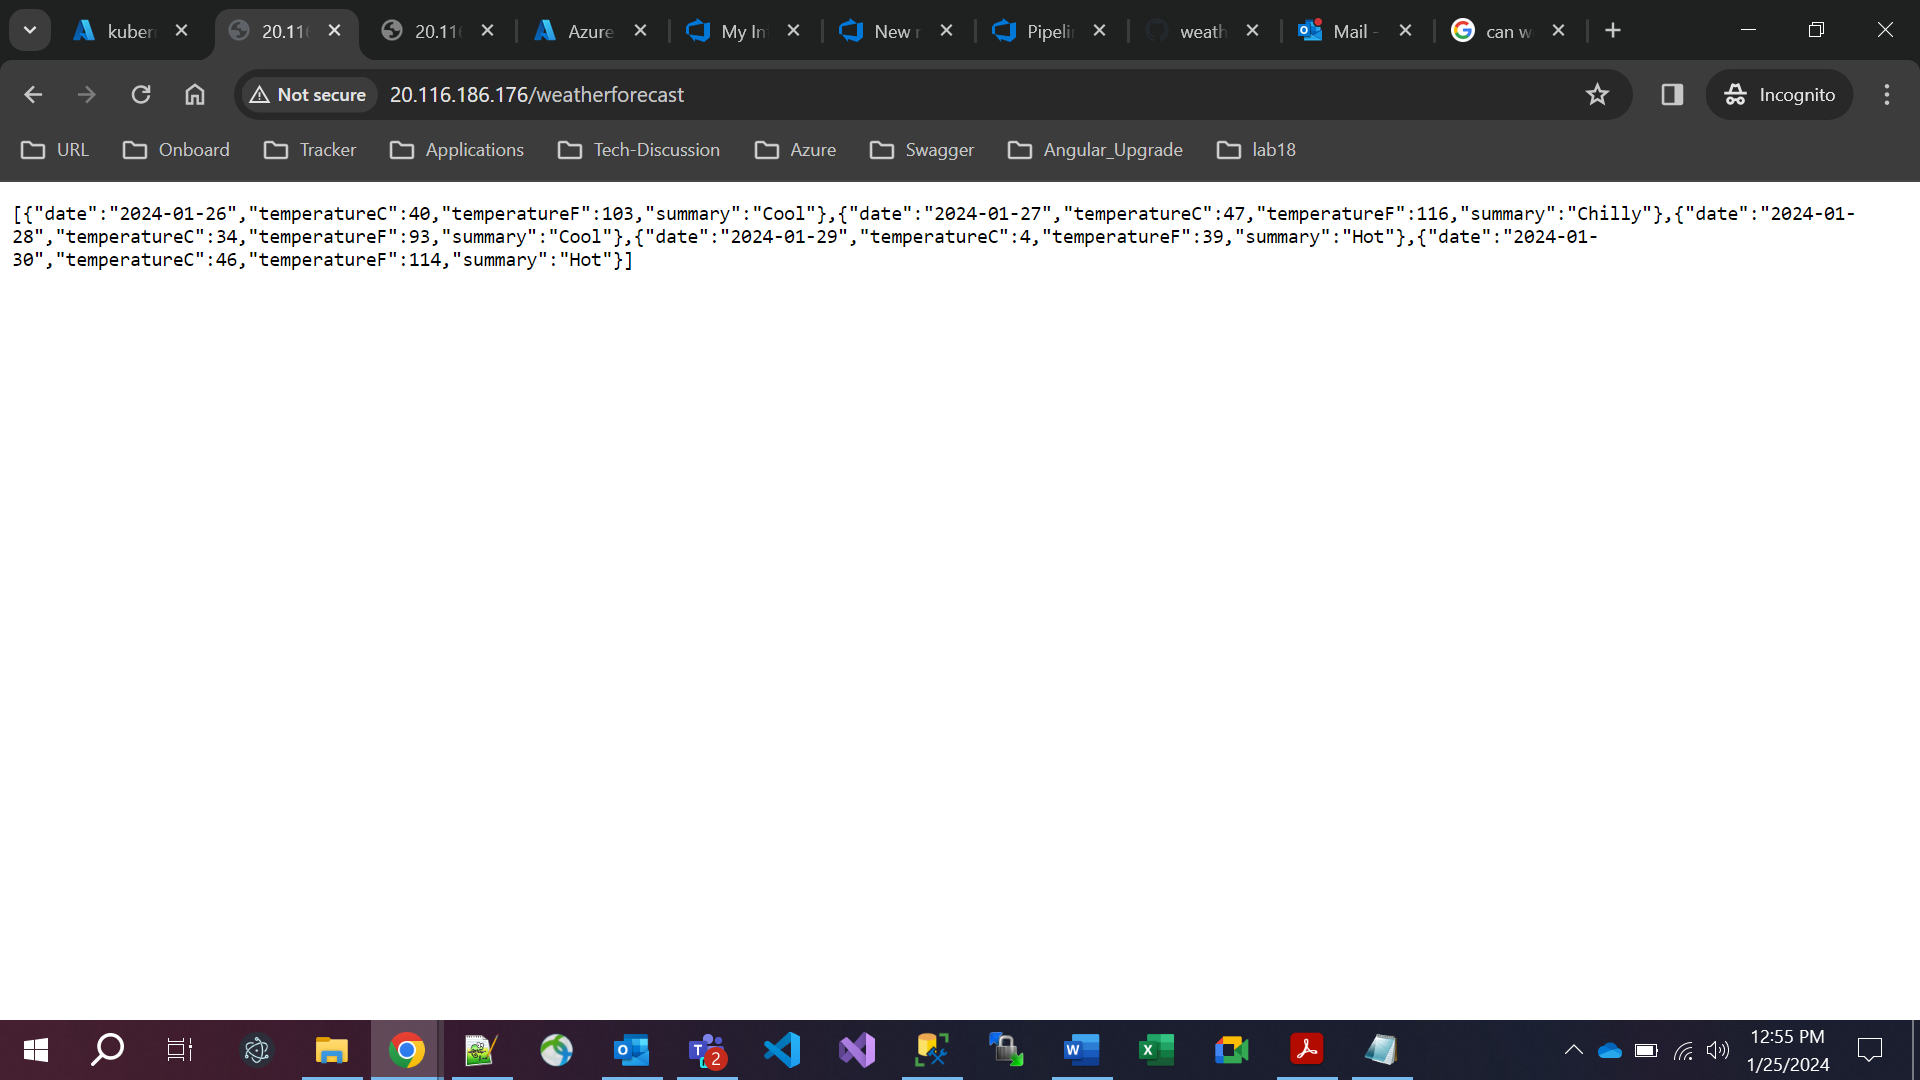 kuber
20.116
20.116
Azure
My In
New r
Pipelin
weath
Mail -
can w
Not secure
20.116.186.176/weatherforecast
Incognito
URL
Onboard
Tracker
Applications
Tech-Discussion
Azure
Swagger
Angular_Upgrade
lab18
[{"date":"2024-01-26","temperatureC":40,"temperatureF":103,"summary":"Cool"},{"date":"2024-01-27","temperatureC":47,"temperatureF":116,"summary":"Chilly"},{"date":"2024-01-
28","temperatureC":34,"temperatureF":93,"summary":"Cool"},{"date":"2024-01-29","temperatureC":4,"temperatureF":39,"summary":"Hot"},{"date":"2024-01-
30","temperatureC":46,"temperatureF":114,"summary":"Hot"}]
2
12:55 PM
1/25/2024